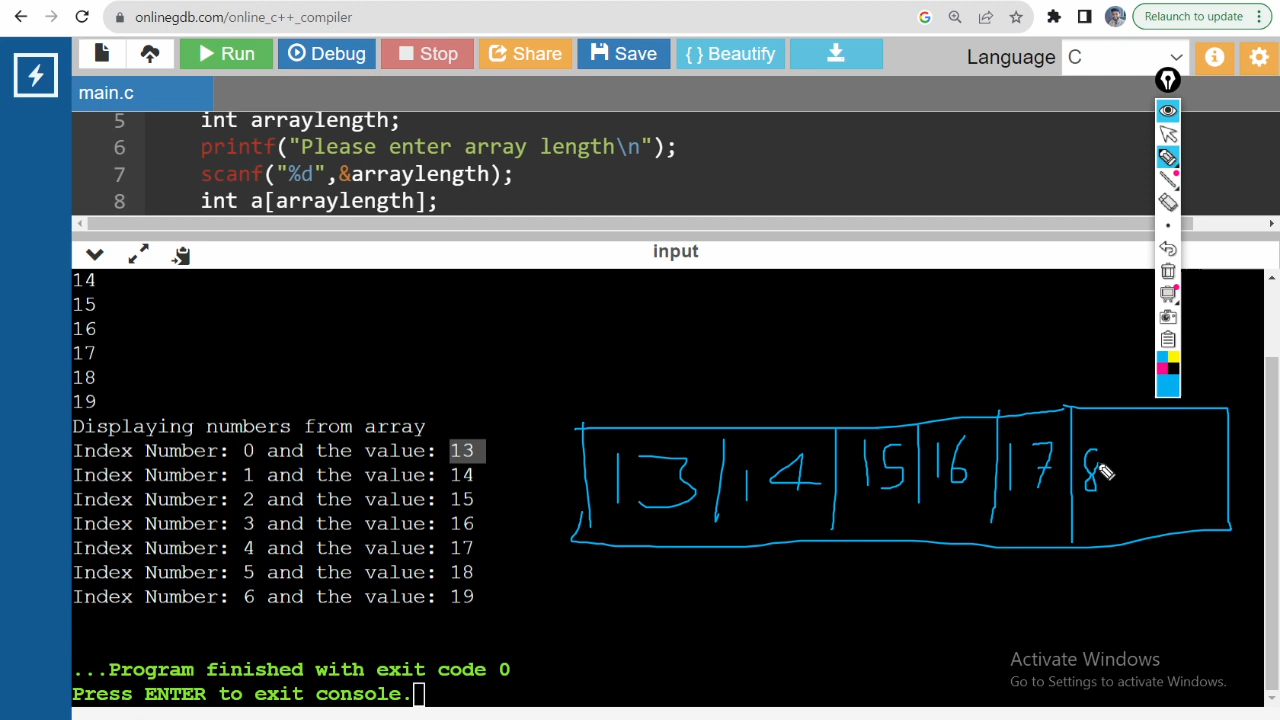 onlinegdb.com/online_c++_compiler
Relaunch to update
Run
Debug
Stop
Share
Save
{ } Beautify
Language
C
main.c
5 int arraylength;
6 printf("Please enter array length\n");
7 scanf("%d",&arraylength);
8 int a[arraylength];
input
14
15
16
17
18
19
Displaying numbers from array
Index Number: 0 and the value: 13
Index Number: 1 and the value: 14
Index Number: 2 and the value: 15
Index Number: 3 and the value: 16
Index Number: 4 and the value: 17
Index Number: 5 and the value: 18
Index Number: 6 and the value: 19
13 14 15 16 17 8
...Program finished with exit code 0
Press ENTER to exit console.
Activate Windows
Go to Settings to activate Windows.